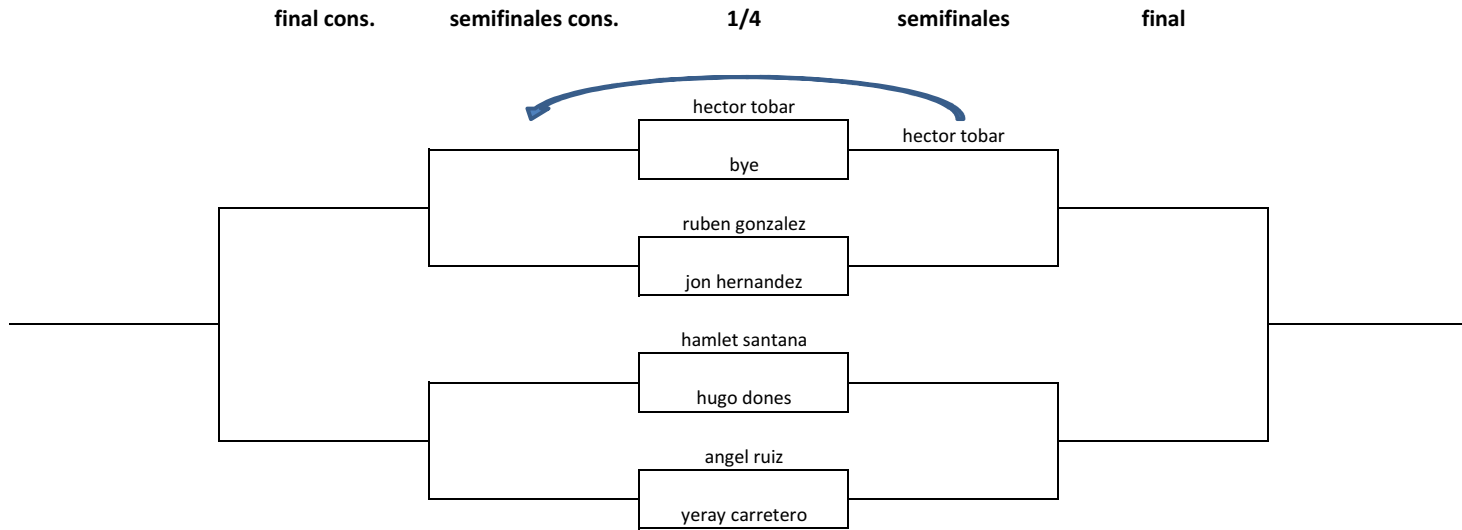 final cons. semifinales cons. 1/4 semifinales final
hector tobar
hector tobar
bye
ruben gonzalez
jon hernandez
hamlet santana
hugo dones
angel ruiz
yeray carretero